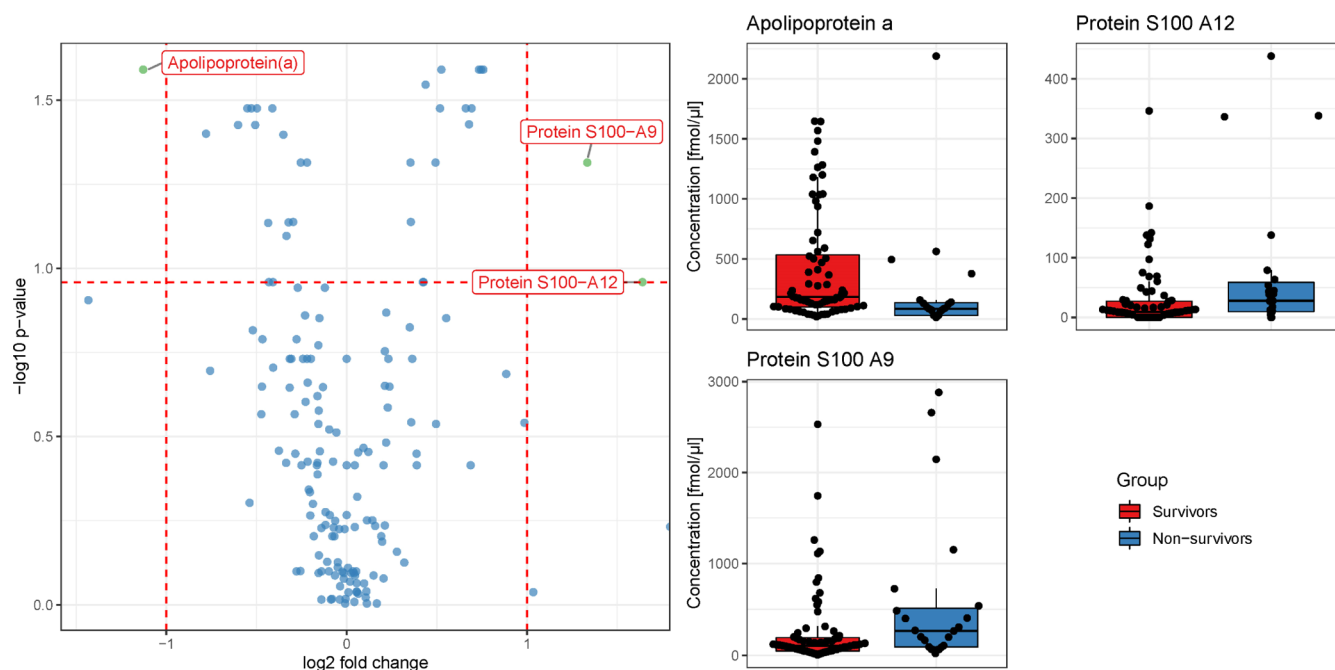 Apolipoprotein(a)
Protein S100−A9
Protein S100−A12
1.5
1.0
0.5
0.0
−log10 p−value
−1
0
1
log2 fold change
Apolipoprotein a
2000
1500
1000
500
0
Concentration [fmol/µl]
Protein S100 A12
400
300
200
100
0
Protein S100 A9
3000
2000
1000
0
Concentration [fmol/µl]
Group
Survivors
Non−survivors